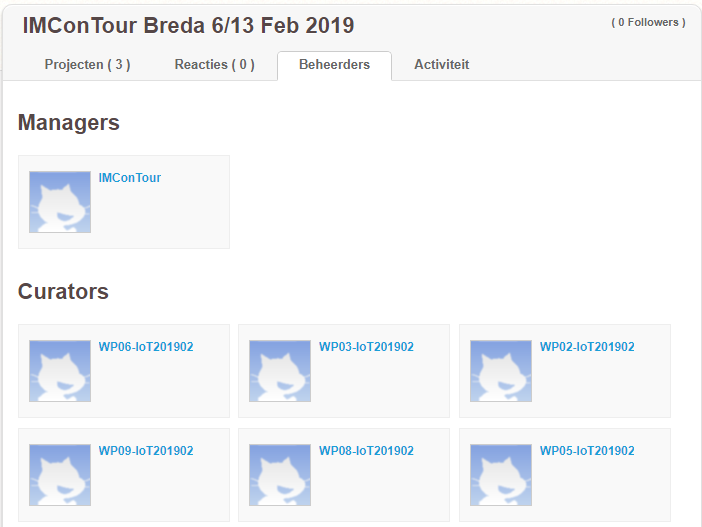 IMConTour Breda 6/13 Feb 2019
( 0 Followers )
Projecten ( 3 ) Reacties ( 0 ) Beheerders Activiteit
Managers
IMConTour
Curators
WP06-IoT201902 WP03-IoT201902 WP02-IoT201902
WP09-IoT201902 WP08-IoT201902 WP05-IoT201902